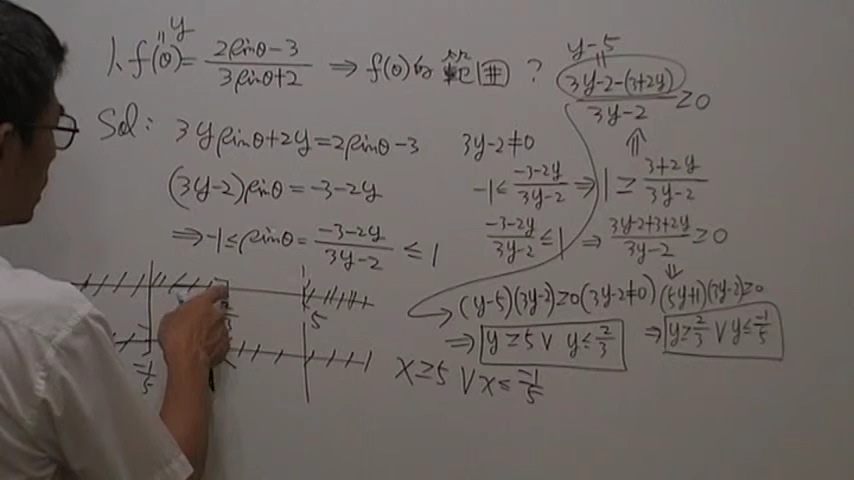 y
1. f(θ) = (2sinθ-3)/(3sinθ+2) ⇒ f(θ)的範圍?
Sol: 3y sinθ+2y=2sinθ-3
(3y-2)sinθ=-3-2y
⇒ -1≤sinθ=(-3-2y)/(3y-2)≤1
3y-2≠0
-1≤(-3-2y)/(3y-2) ⇒ 1≥(3+2y)/(3y-2)
y-5
(3y-2-(3+2y))/(3y-2)≥0
(-3-2y)/(3y-2)≤1 ⇒ (3y-2+3+2y)/(3y-2)≥0
(y-5)(3y-2)≥0(3y-2≠0)
⇒ y≥5 ∨ y≤2/3
(5y+1)(3y-2)≥0
⇒ y≥2/3 ∨ y≤-1/5
x≥5 ∨ x≤-1/5
5
-1/5